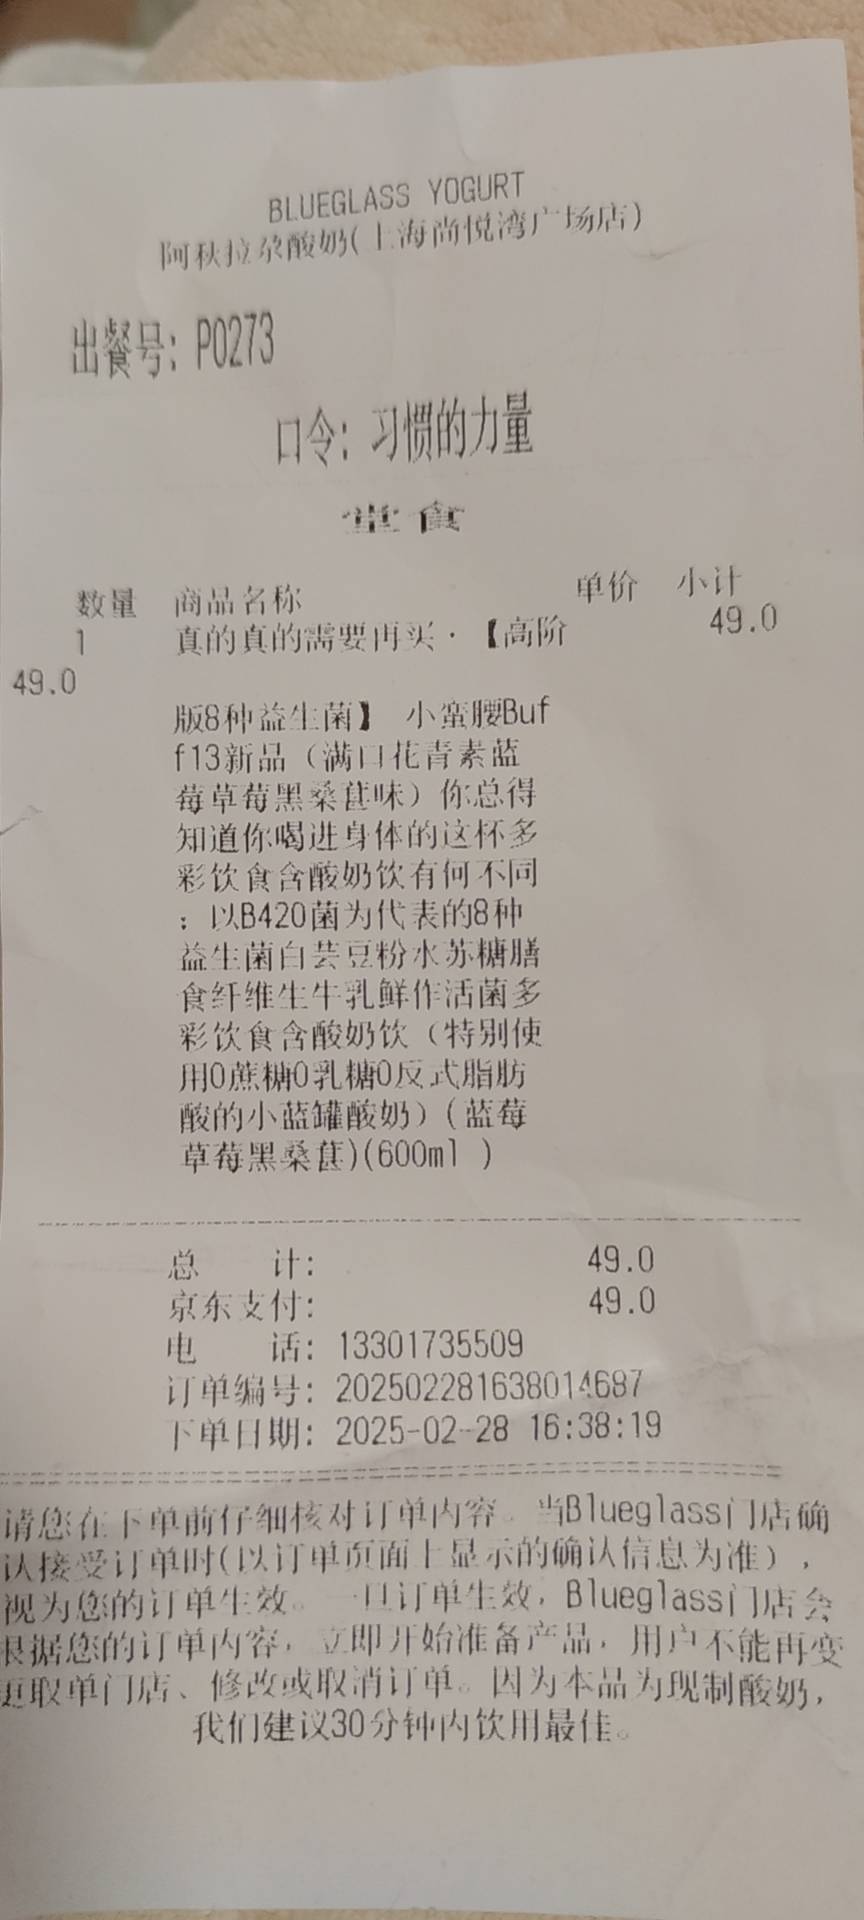 BLUEGLASS YOGURT
阿秋拉尕酸奶(上海尚悦湾广场店)
出餐号: P0273
口令: 习惯的力量
堂食
数量 商品名称 单价 小计
1 真的真的需要再买·【高阶 49.0
49.0
版8种益生菌】 小蛮腰Buf
f13新品（满口花青素蓝
莓草莓黑桑葚味）你总得
知道你喝进身体的这杯多
彩饮食含酸奶饮有何不同
：以B420菌为代表的8种
益生菌白芸豆粉水苏糖膳
食纤维生牛乳鲜作活菌多
彩饮食含酸奶饮（特别使
用0蔗糖0乳糖0反式脂肪
酸的小蓝罐酸奶）(蓝莓
草莓黑桑葚)(600ml )
总 计: 49.0
京东支付: 49.0
电 话: 13301735509
订单编号: 202502281638014687
下单日期: 2025-02-28 16:38:19
请您在下单前仔细核对订单内容。当Blueglass门店确
认接受订单时(以订单页面上显示的确认信息为准)，
视为您的订单生效。一旦订单生效，Blueglass门店会
根据您的订单内容，立即开始准备产品，用户不能再变
更取单门店、修改或取消订单。因为本品为现制酸奶，
我们建议30分钟内饮用最佳。